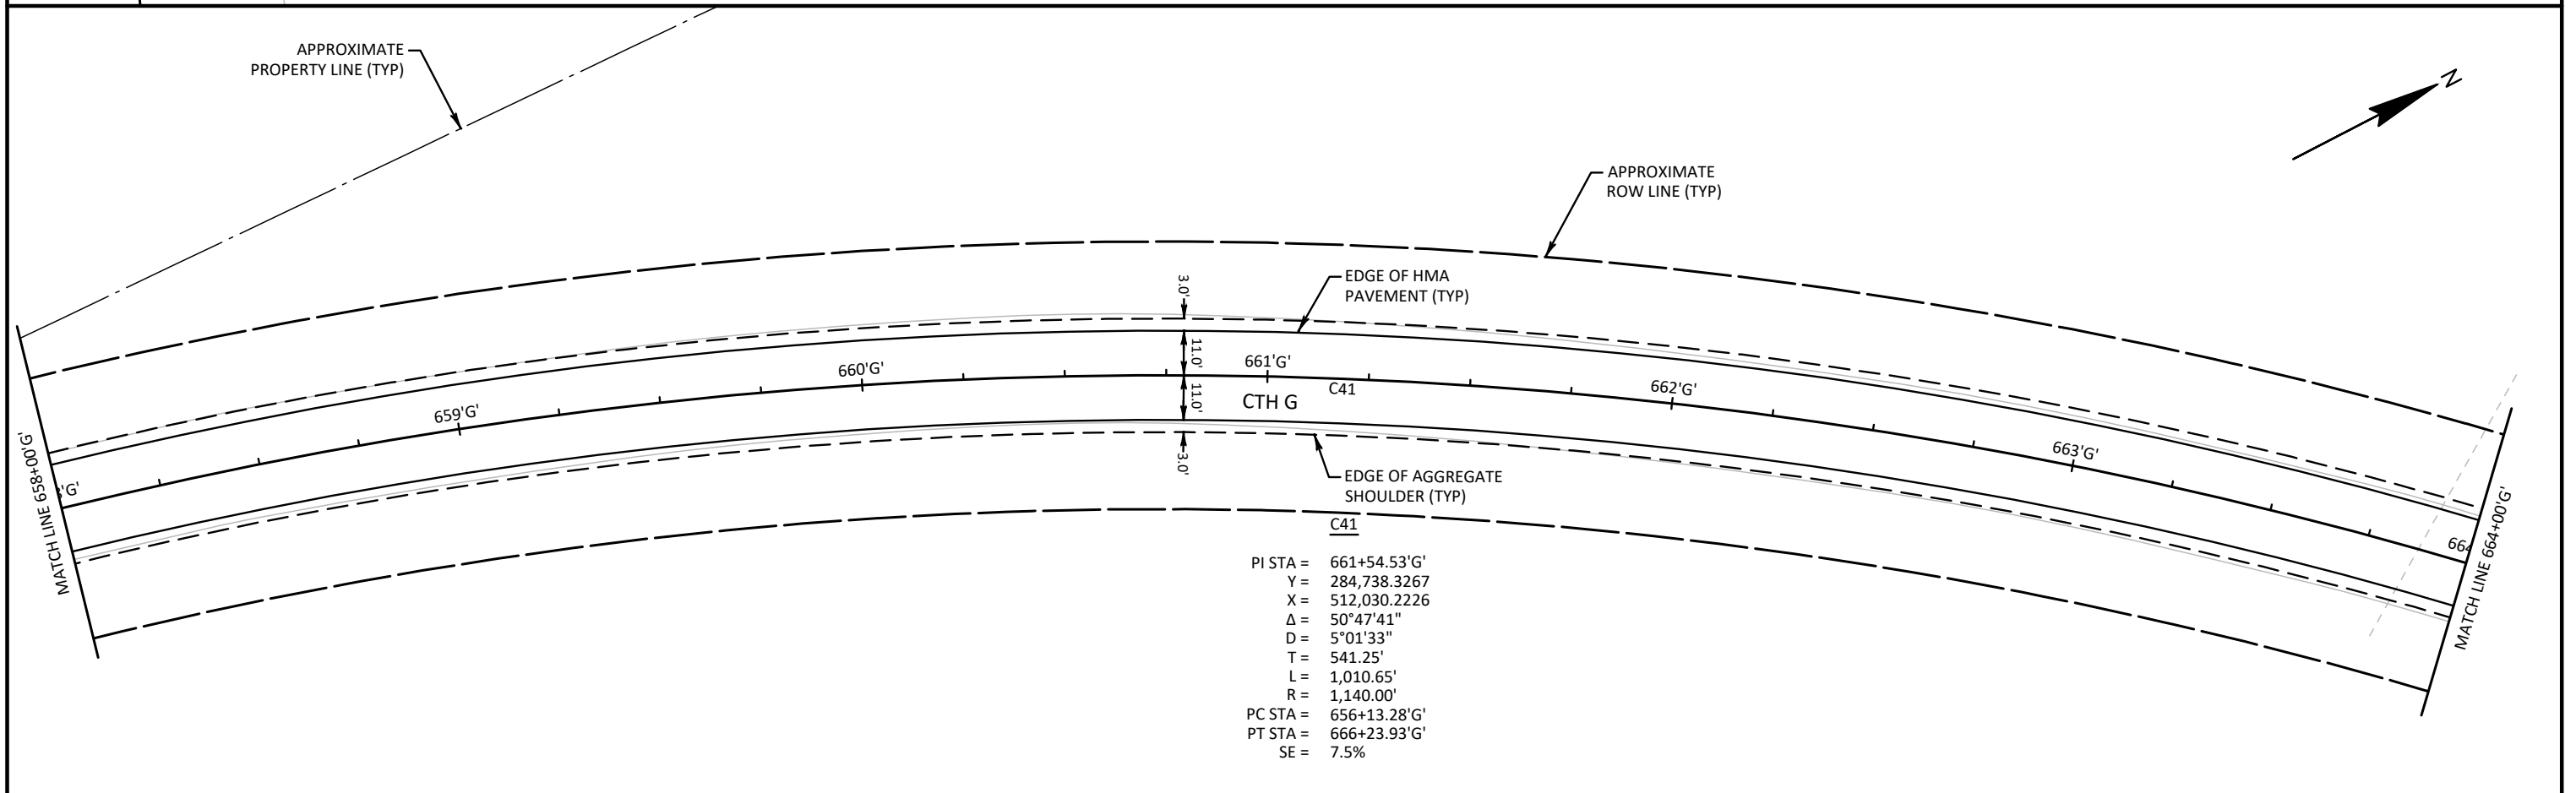 APPROXIMATE
PROPERTY LINE (TYP)
N
APPROXIMATE
ROW LINE (TYP)
EDGE OF HMA
PAVEMENT (TYP)
3.0'
11.0'
11.0'
3.0'
659'G'
660'G'
661'G'
662'G'
663'G'
C41
CTH G
MATCH LINE 658+00'G'
MATCH LINE 664+00'G'
EDGE OF AGGREGATE
SHOULDER (TYP)
C41
PI STA = 661+54.53'G'
Y = 284,738.3267
X = 512,030.2226
Δ = 50°47'41"
D = 5°01'33"
T = 541.25'
L = 1,010.65'
R = 1,140.00'
PC STA = 656+13.28'G'
PT STA = 666+23.93'G'
SE = 7.5%